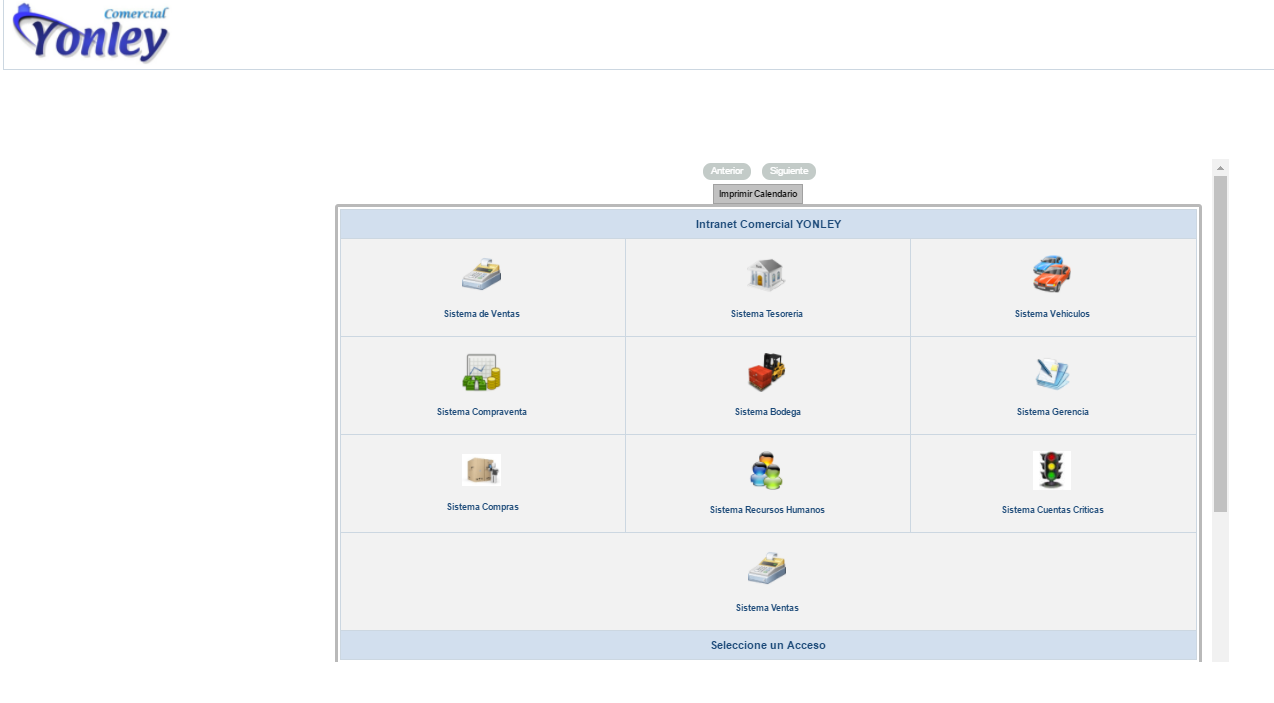 Comercial
Yonley
Anterior Siguiente
Imprimir Calendario
Intranet Comercial YONLEY
Sistema de Ventas Sistema Tesoreria Sistema Vehiculos
Sistema Compraventa Sistema Bodega Sistema Gerencia
Sistema Compras Sistema Recursos Humanos Sistema Cuentas Criticas
Sistema Ventas
Seleccione un Acceso